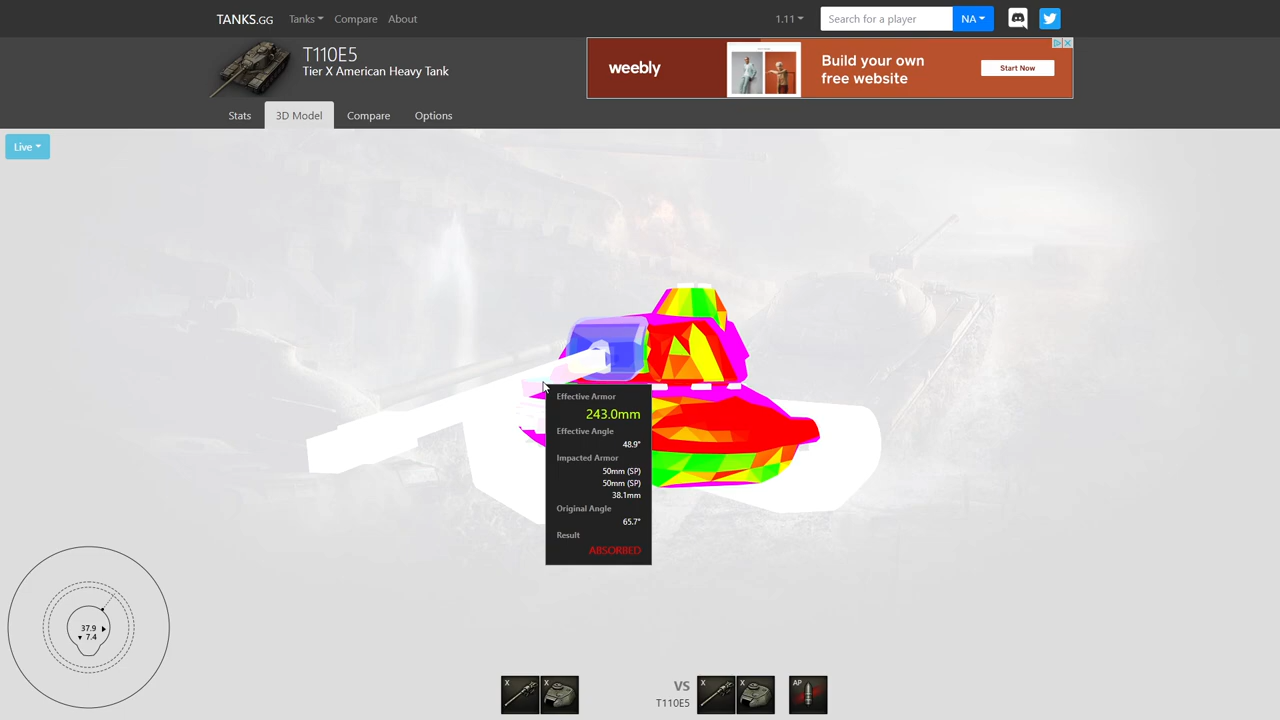 TANKS.GG
Tanks
Compare
About
1.11
Search for a player
NA
T110E5
Tier X American Heavy Tank
weebly
Build your own
free website
Start Now
Stats
3D Model
Compare
Options
Live
Effective Armor
243.0mm
Effective Angle
48.9°
Impacted Armor
50mm (SP)
50mm (SP)
38.1mm
Original Angle
65.7°
Result
ABSORBED
37.9
7.4
X
X
VS
T110E5
X
X
AP